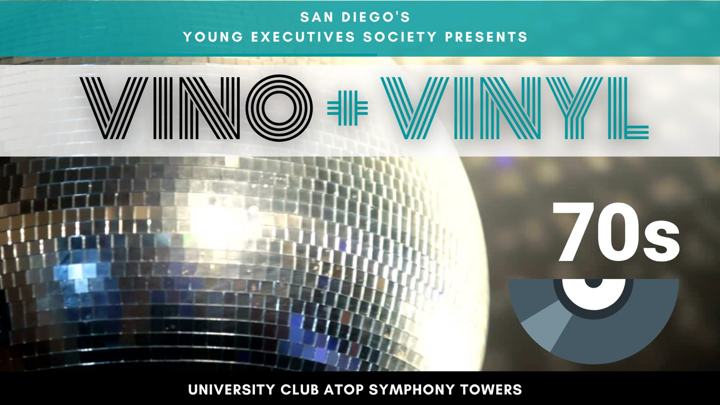 SAN DIEGO'S
YOUNG EXECUTIVES SOCIETY PRESENTS
VINO + VINYL
70s
UNIVERSITY CLUB ATOP SYMPHONY TOWERS